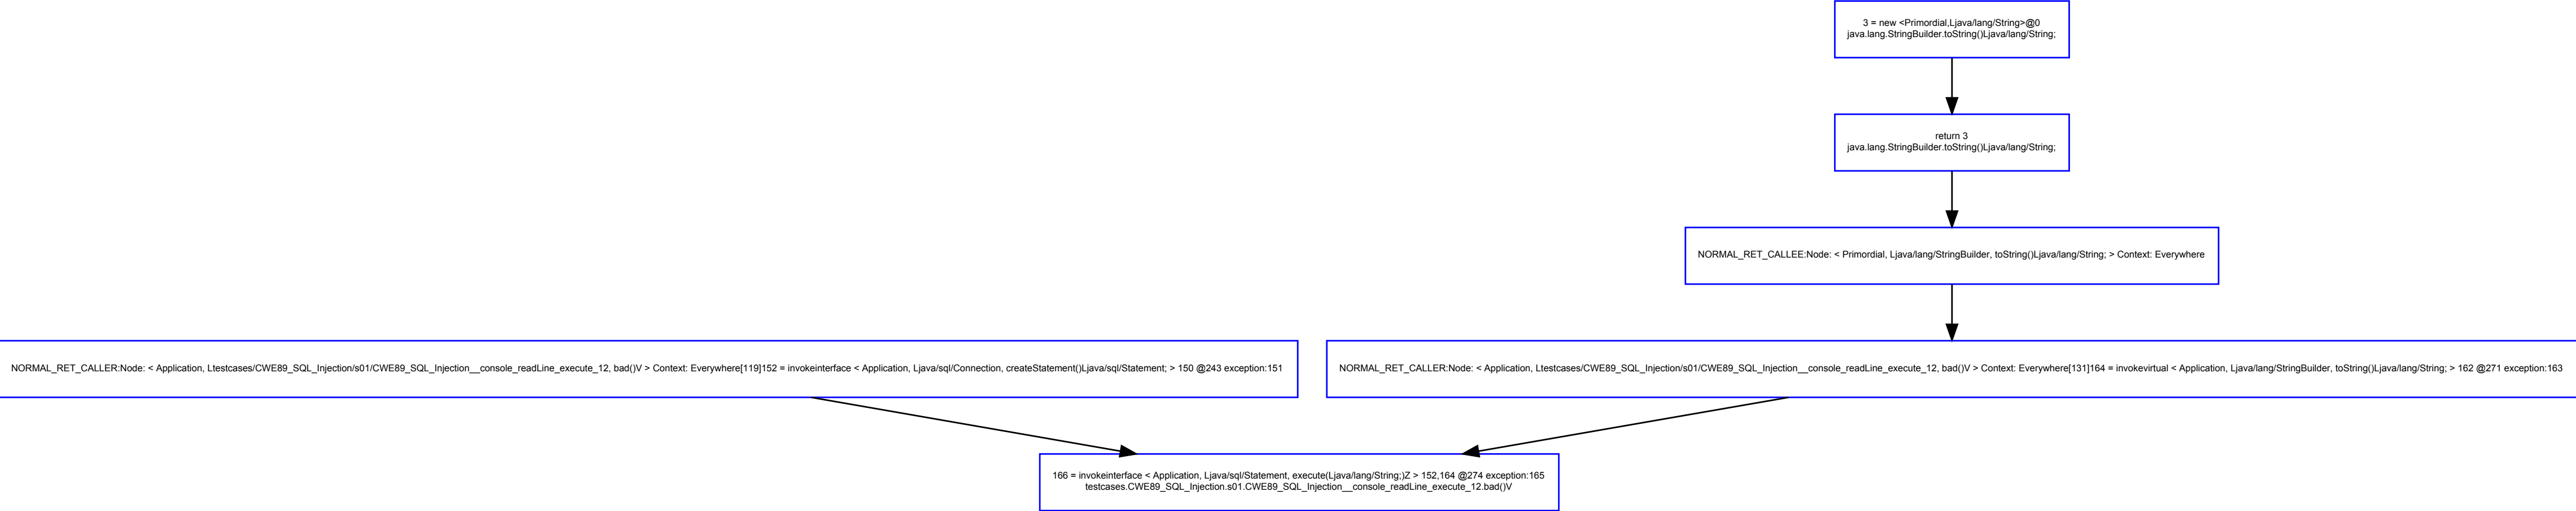 3 = new <Primordial,Ljava/lang/String>@0
java.lang.StringBuilder.toString()Ljava/lang/String;
return 3
java.lang.StringBuilder.toString()Ljava/lang/String;
NORMAL_RET_CALLEE:Node: < Primordial, Ljava/lang/StringBuilder, toString()Ljava/lang/String; > Context: Everywhere
NORMAL_RET_CALLER:Node: < Application, Ltestcases/CWE89_SQL_Injection/s01/CWE89_SQL_Injection__console_readLine_execute_12, bad()V > Context: Everywhere[119]152 = invokeinterface < Application, Ljava/sql/Connection, createStatement()Ljava/sql/Statement; > 150 @243 exception:151
NORMAL_RET_CALLER:Node: < Application, Ltestcases/CWE89_SQL_Injection/s01/CWE89_SQL_Injection__console_readLine_execute_12, bad()V > Context: Everywhere[131]164 = invokevirtual < Application, Ljava/lang/StringBuilder, toString()Ljava/lang/String; > 162 @271 exception:163
166 = invokeinterface < Application, Ljava/sql/Statement, execute(Ljava/lang/String;)Z > 152,164 @274 exception:165
testcases.CWE89_SQL_Injection.s01.CWE89_SQL_Injection__console_readLine_execute_12.bad()V